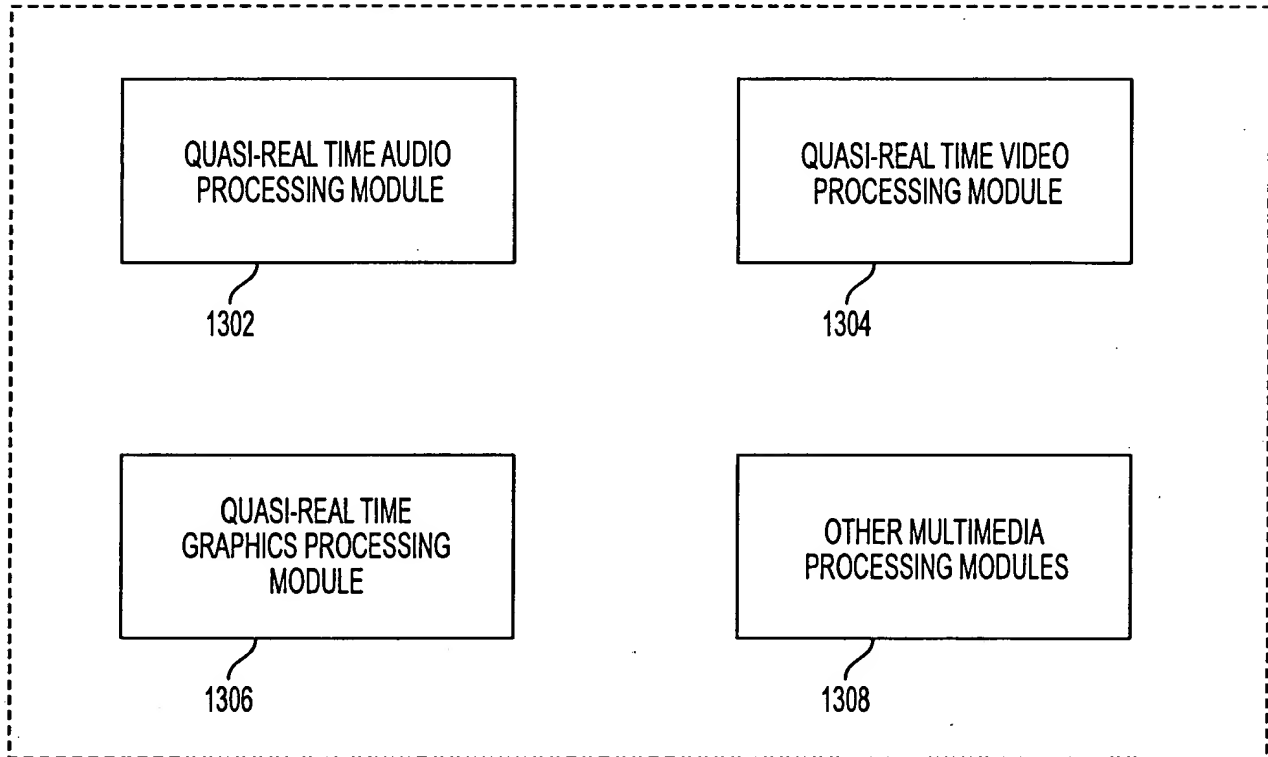 QUASI-REAL TIME AUDIO
PROCESSING MODULE
1302
QUASI-REAL TIME VIDEO
PROCESSING MODULE
1304
QUASI-REAL TIME
GRAPHICS PROCESSING
MODULE
1306
OTHER MULTIMEDIA
PROCESSING MODULES
1308